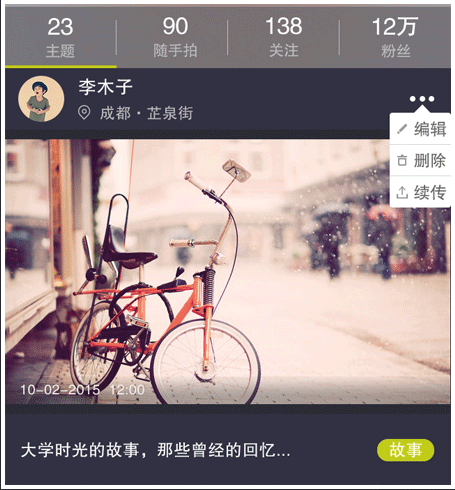 23 90 138 12万
主题 随手拍 关注 粉丝
李木子
成都·芷泉街
编辑
删除
续传
10-02-2015 12:00
大学时光的故事，那些曾经的回忆... 故事